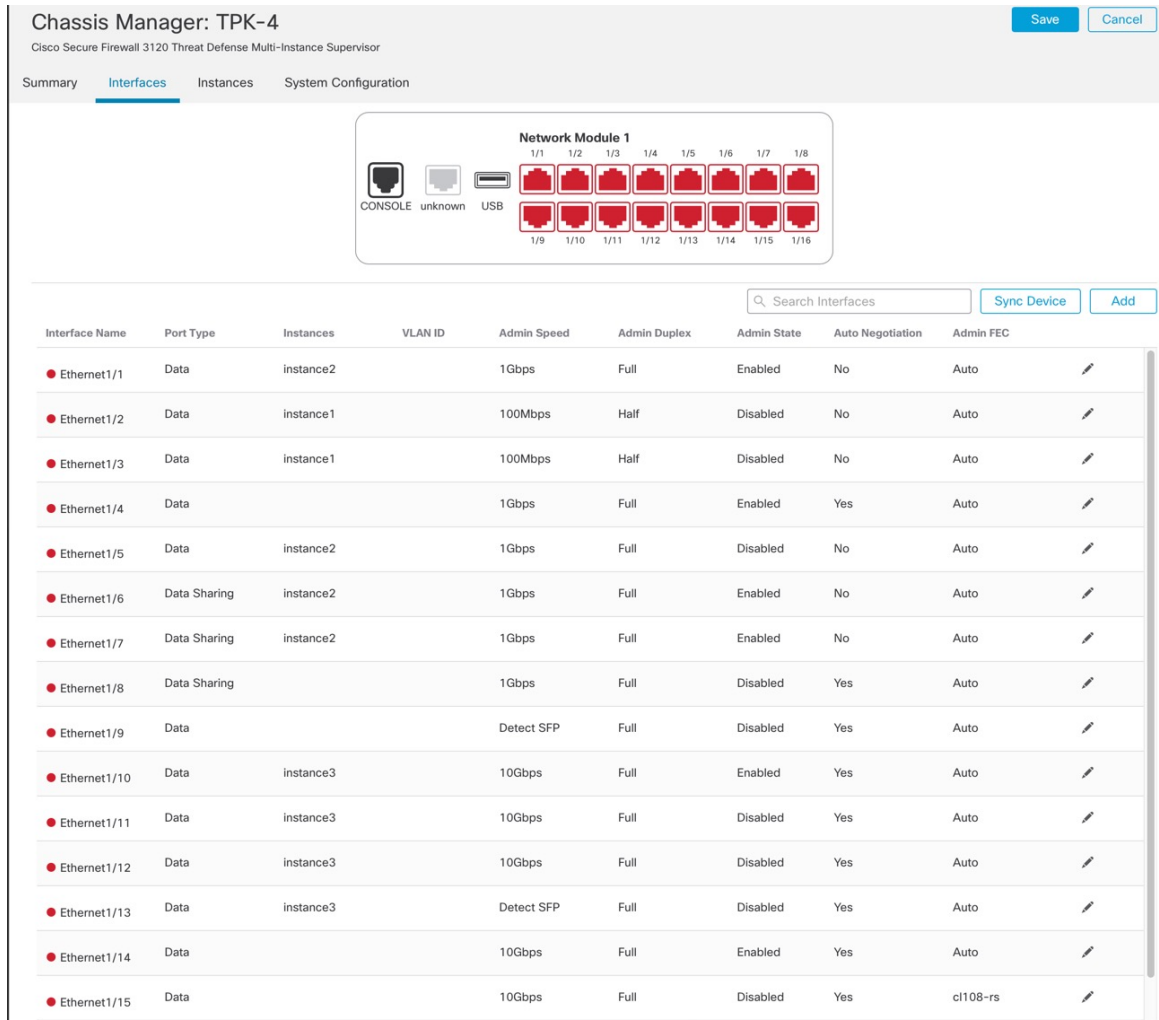 Chassis Manager: TPK-4
Save
Cancel
Cisco Secure Firewall 3120 Threat Defense Multi-Instance Supervisor
Summary Interfaces Instances System Configuration
Network Module 1
1/1 1/2 1/3 1/4 1/5 1/6 1/7 1/8
CONSOLE unknown USB
1/9 1/10 1/11 1/12 1/13 1/14 1/15 1/16
Search Interfaces Sync Device Add
Interface Name Port Type Instances VLAN ID Admin Speed Admin Duplex Admin State Auto Negotiation Admin FEC
Ethernet1/1 Data instance2 1Gbps Full Enabled No Auto
Ethernet1/2 Data instance1 100Mbps Half Disabled No Auto
Ethernet1/3 Data instance1 100Mbps Half Disabled No Auto
Ethernet1/4 Data 1Gbps Full Enabled Yes Auto
Ethernet1/5 Data instance2 1Gbps Full Disabled No Auto
Ethernet1/6 Data Sharing instance2 1Gbps Full Enabled No Auto
Ethernet1/7 Data Sharing instance2 1Gbps Full Enabled No Auto
Ethernet1/8 Data Sharing 1Gbps Full Disabled Yes Auto
Ethernet1/9 Data Detect SFP Full Disabled Yes Auto
Ethernet1/10 Data instance3 10Gbps Full Enabled Yes Auto
Ethernet1/11 Data instance3 10Gbps Full Disabled Yes Auto
Ethernet1/12 Data instance3 10Gbps Full Disabled Yes Auto
Ethernet1/13 Data instance3 Detect SFP Full Disabled Yes Auto
Ethernet1/14 Data 10Gbps Full Enabled Yes Auto
Ethernet1/15 Data 10Gbps Full Disabled Yes cl108-rs